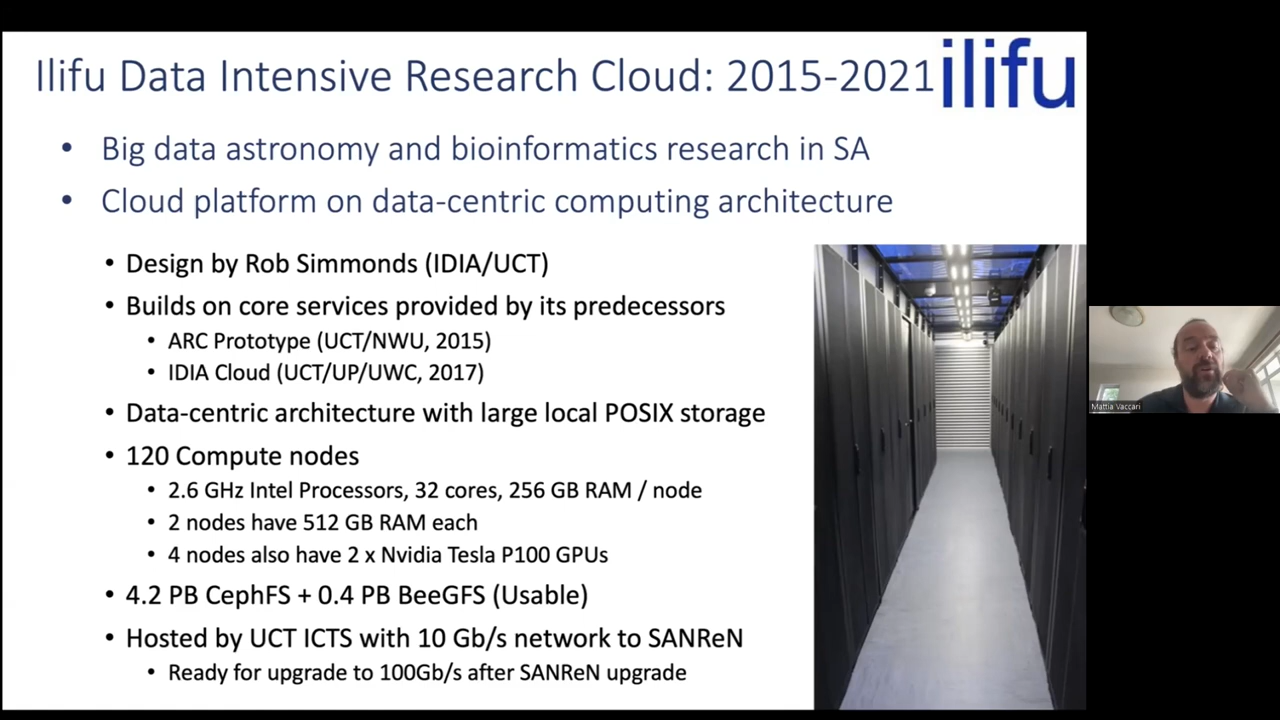 Ilifu Data Intensive Research Cloud: 2015-2021
ilifu
• Big data astronomy and bioinformatics research in SA
• Cloud platform on data-centric computing architecture
• Design by Rob Simmonds (IDIA/UCT)
• Builds on core services provided by its predecessors
• ARC Prototype (UCT/NWU, 2015)
• IDIA Cloud (UCT/UP/UWC, 2017)
• Data-centric architecture with large local POSIX storage
• 120 Compute nodes
• 2.6 GHz Intel Processors, 32 cores, 256 GB RAM / node
• 2 nodes have 512 GB RAM each
• 4 nodes also have 2 x Nvidia Tesla P100 GPUs
• 4.2 PB CephFS + 0.4 PB BeeGFS (Usable)
• Hosted by UCT ICTS with 10 Gb/s network to SANReN
• Ready for upgrade to 100Gb/s after SANReN upgrade
Mattia Vaccari